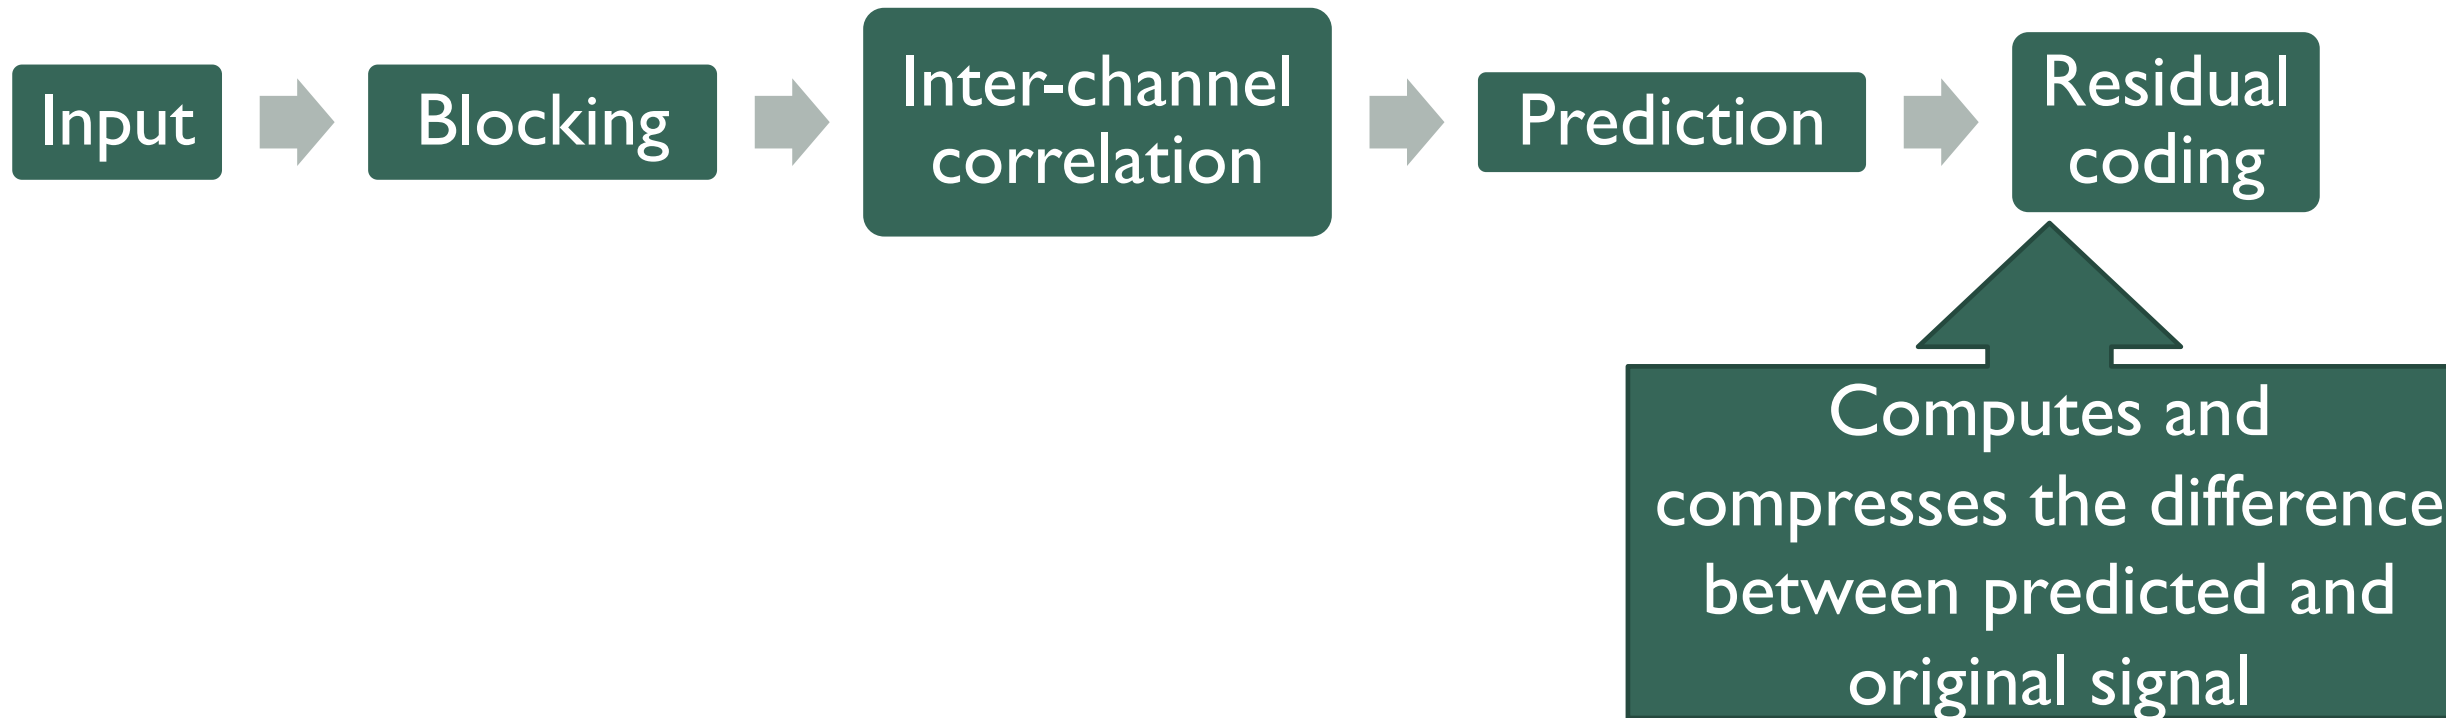 Input
Blocking
Inter-channel
correlation
Prediction
Residual
coding
Computes and
compresses the difference
between predicted and
original signal